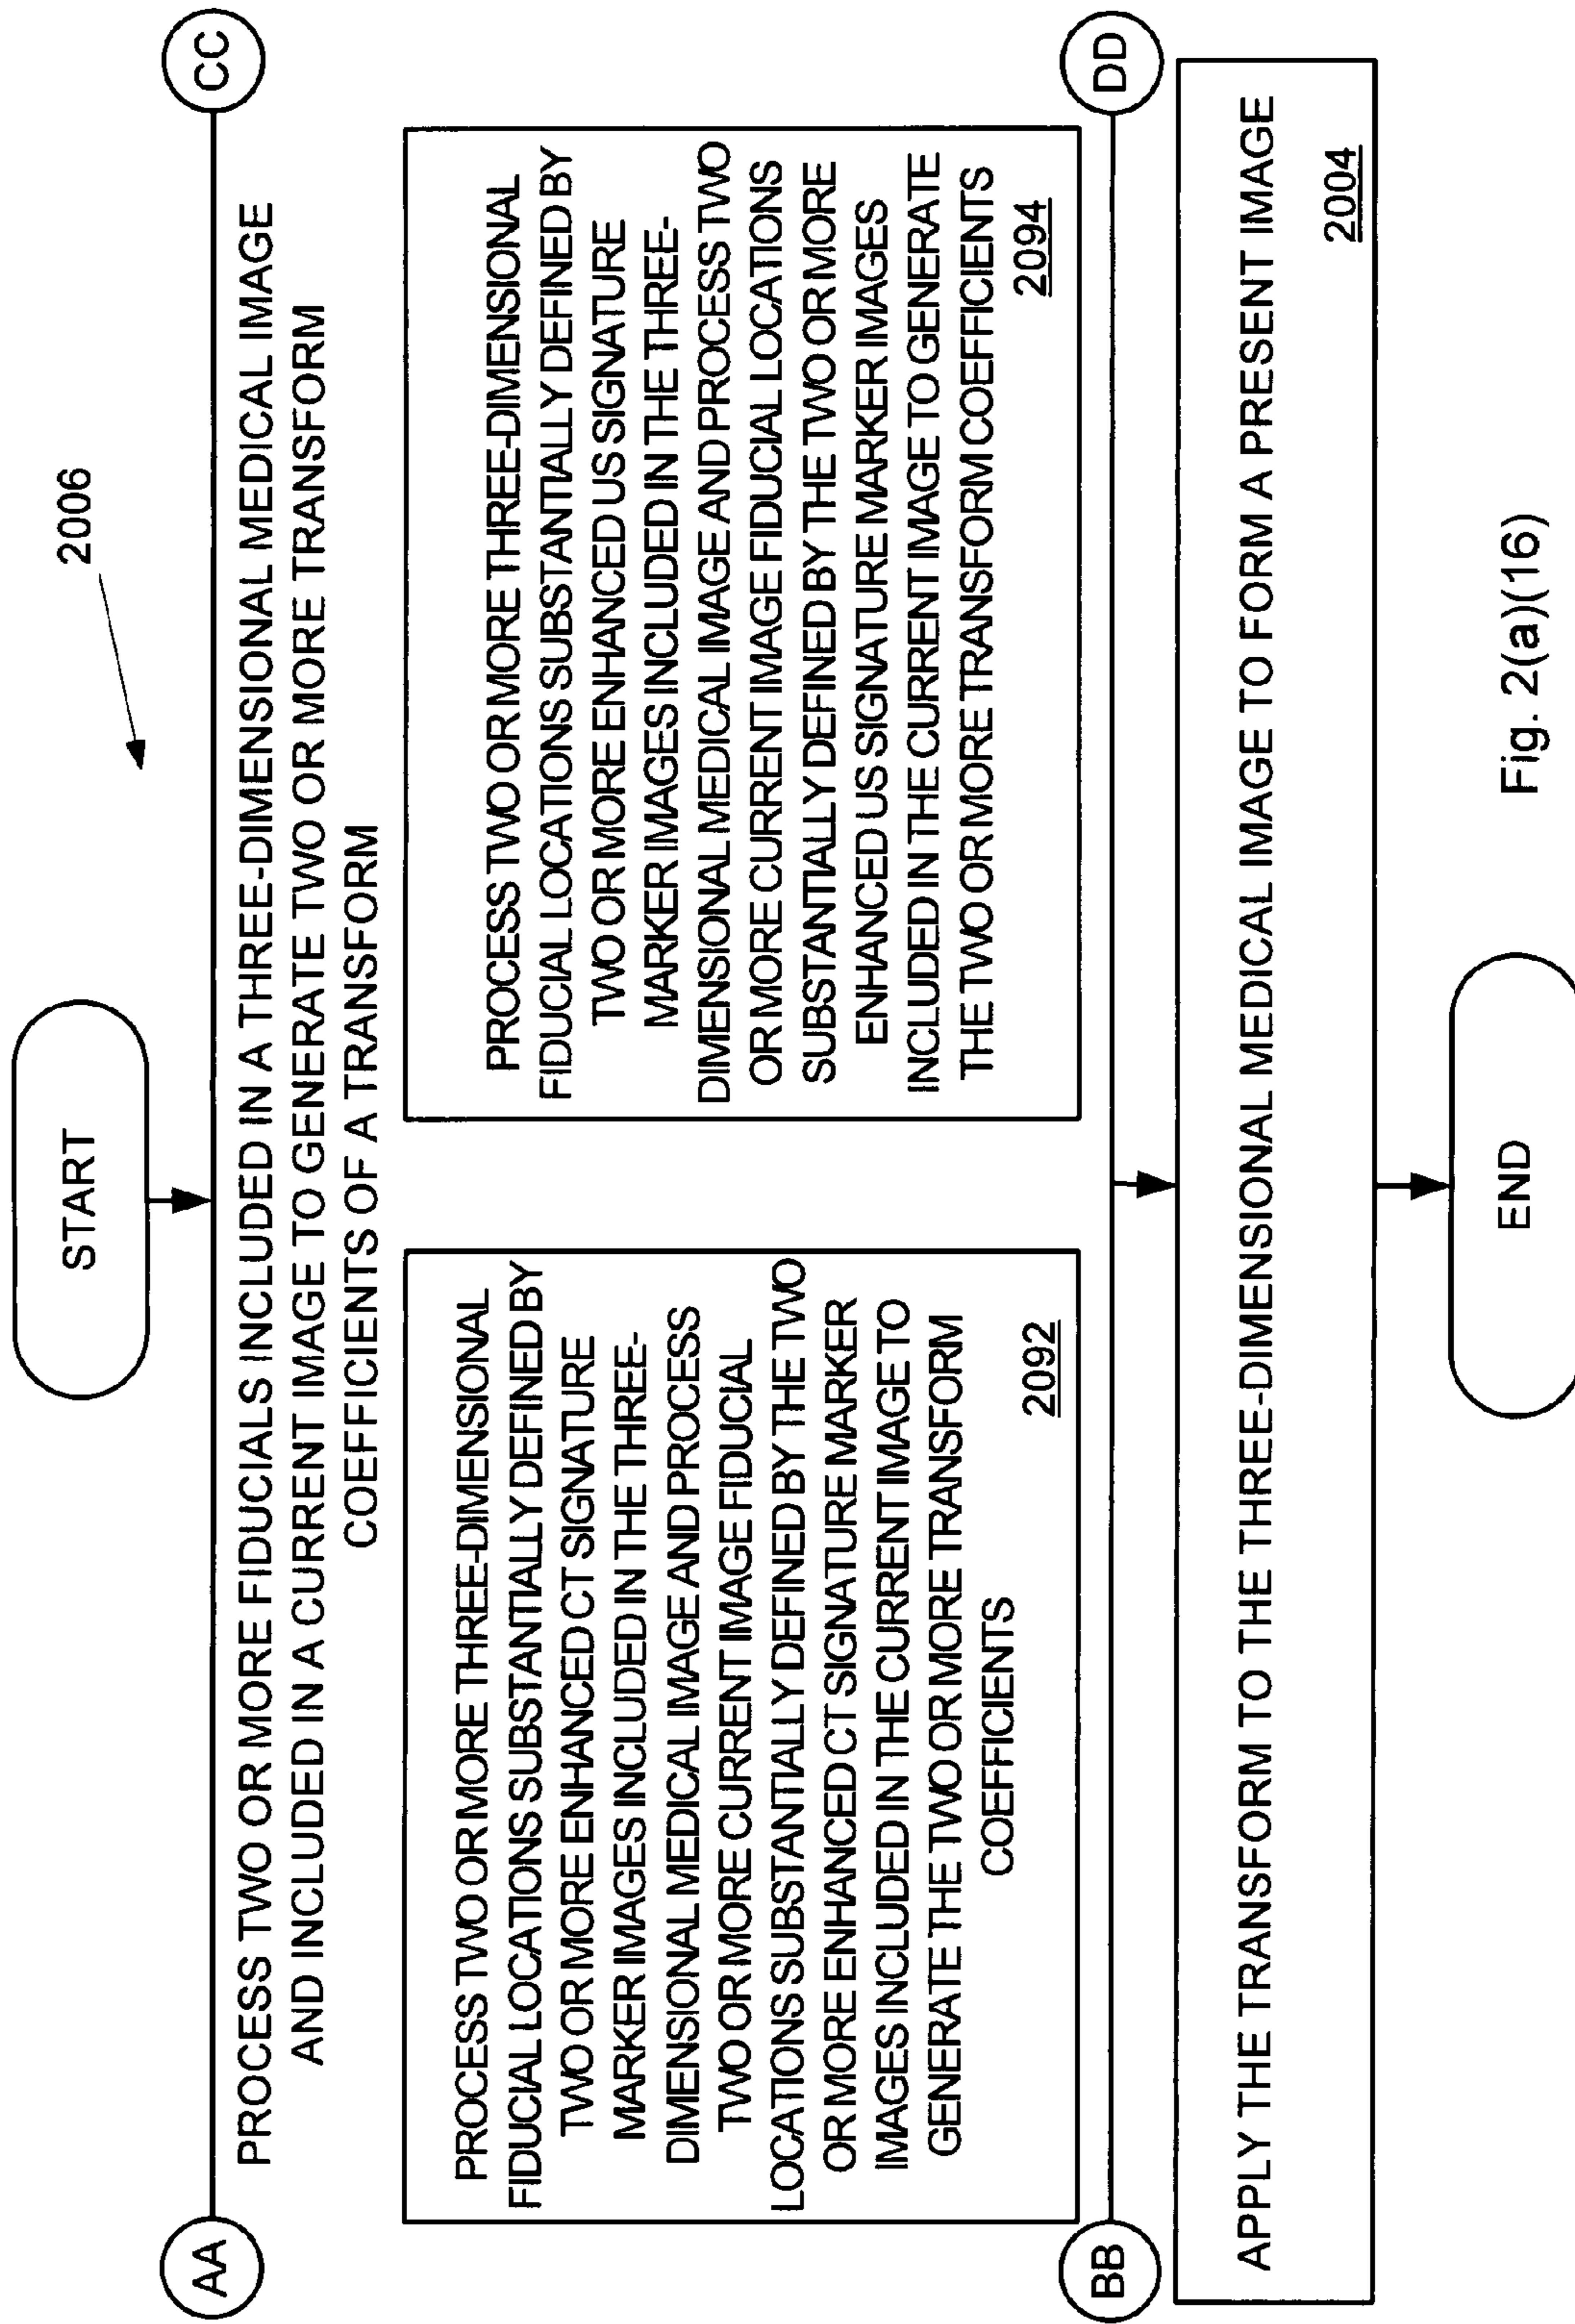 2006
START
AA
CC
PROCESS TWO OR MORE FIDUCIALS INCLUDED IN A THREE-DIMENSIONAL MEDICAL IMAGE
AND INCLUDED IN A CURRENT IMAGE TO GENERATE TWO OR MORE TRANSFORM
COEFFICIENTS OF A TRANSFORM
PROCESS TWO OR MORE THREE-DIMENSIONAL
FIDUCIAL LOCATIONS SUBSTANTIALLY DEFINED BY
TWO OR MORE ENHANCED CT SIGNATURE
MARKER IMAGES INCLUDED IN THE THREE-
DIMENSIONAL MEDICAL IMAGE AND PROCESS
TWO OR MORE CURRENT IMAGE FIDUCIAL
LOCATIONS SUBSTANTIALLY DEFINED BY THE TWO
OR MORE ENHANCED CT SIGNATURE MARKER
IMAGES INCLUDED IN THE CURRENT IMAGE TO
GENERATE THE TWO OR MORE TRANSFORM
COEFFICIENTS
2092
PROCESS TWO OR MORE THREE-DIMENSIONAL
FIDUCIAL LOCATIONS SUBSTANTIALLY DEFINED BY
TWO OR MORE ENHANCED US SIGNATURE
MARKER IMAGES INCLUDED IN THE THREE-
DIMENSIONAL MEDICAL IMAGE AND PROCESS TWO
OR MORE CURRENT IMAGE FIDUCIAL LOCATIONS
SUBSTANTIALLY DEFINED BY THE TWO OR MORE
ENHANCED US SIGNATURE MARKER IMAGES
INCLUDED IN THE CURRENT IMAGE TO GENERATE
THE TWO OR MORE TRANSFORM COEFFICIENTS
2094
BB
DD
APPLY THE TRANSFORM TO THE THREE-DIMENSIONAL MEDICAL IMAGE TO FORM A PRESENT IMAGE
2004
END
Fig. 2(a)(16)